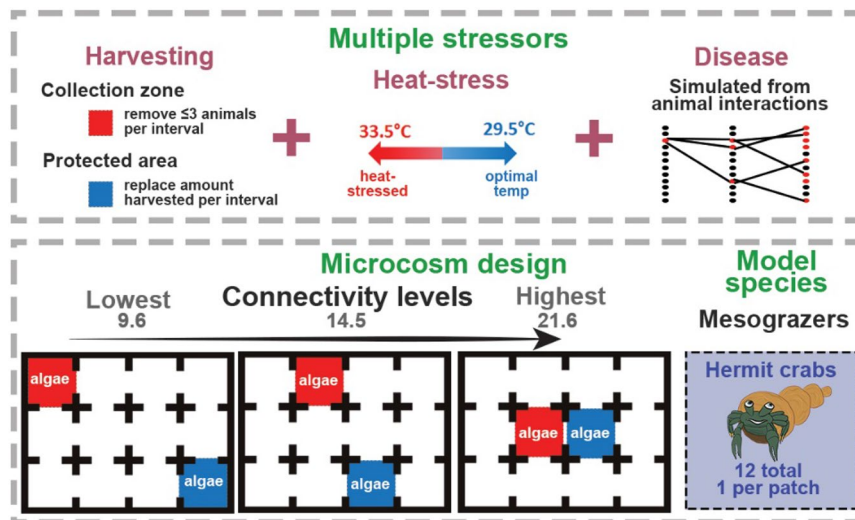 Multiple stressors
Harvesting
Collection zone
remove ≤3 animals
per interval
Protected area
replace amount
harvested per interval
+
Heat-stress
33.5°C
29.5°C
heat-
stressed
optimal
temp
+
Disease
Simulated from
animal interactions
Microcosm design
Connectivity levels
Lowest
9.6
14.5
Highest
21.6
algae
algae
algae
algae
algae
algae
Model
species
Mesograzers
Hermit crabs
12 total
1 per patch